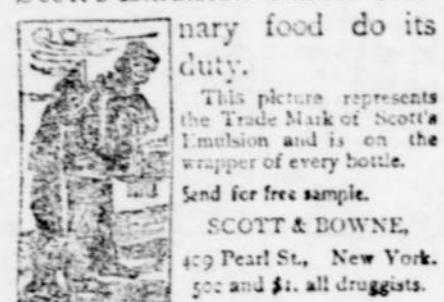 nary food do its
duty.
This picture represents
the Trade Mark of Scott's
Emulsion and is on the
wrapper of every bottle.
Send for free sample.
SCOTT & BOWNE,
409 Pearl St., New York.
50c and $1. all druggists.